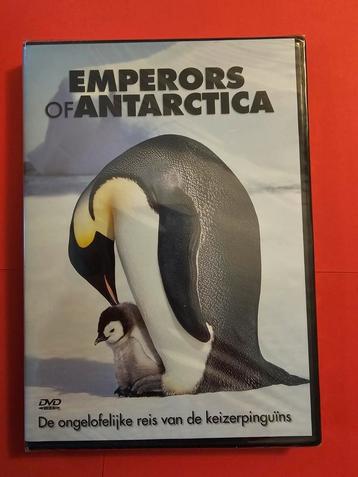 EMPERORS
OF ANTARCTICA
DVD
De ongelofelijke reis van de keizerpinguïns